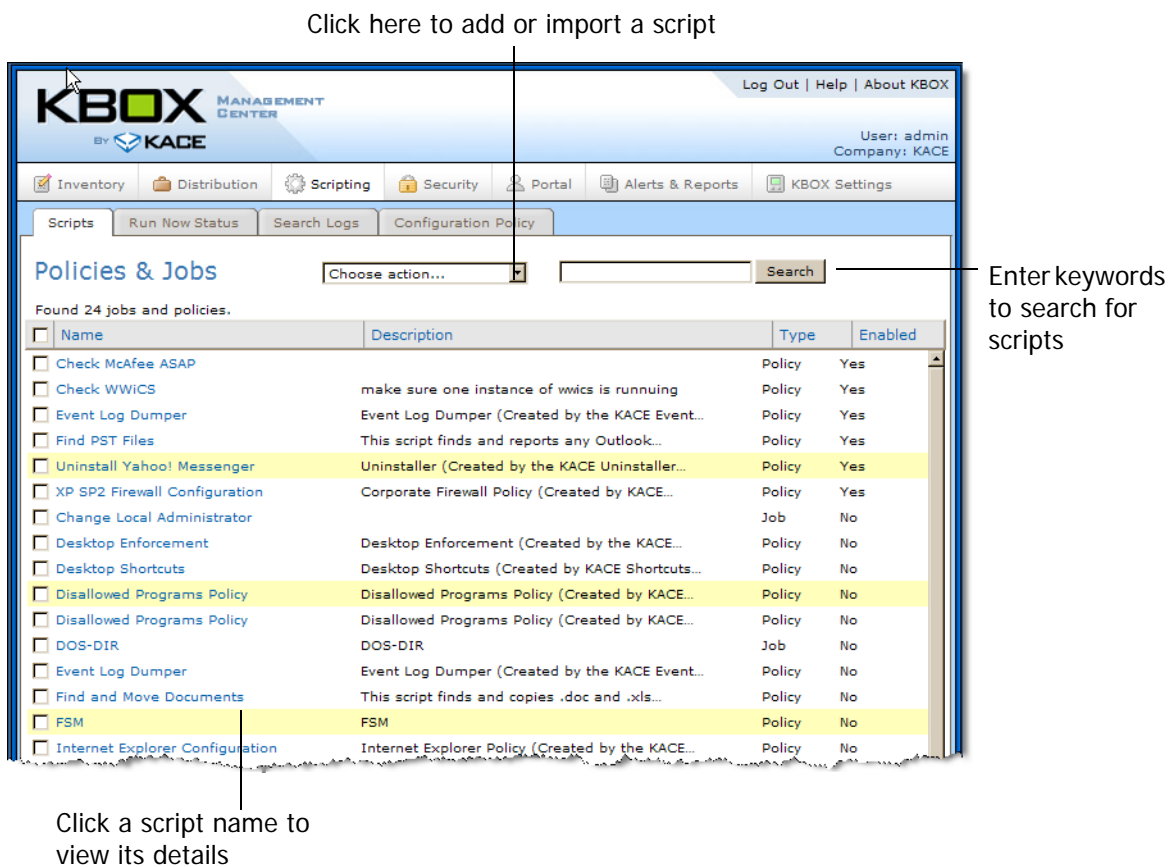 Click here to add or import a script
Log Out | Help | About KBOX
KBOX MANAGEMENT CENTER
BY KACE
User: admin
Company: KACE
Inventory Distribution Scripting Security Portal Alerts & Reports KBOX Settings
Scripts Run Now Status Search Logs Configuration Policy
Policies & Jobs Choose action... Search
Enter keywords
to search for
scripts
Found 24 jobs and policies.
Name Description Type Enabled
Check McAfee ASAP Policy Yes
Check WWiCS make sure one instance of wwics is runnuing Policy Yes
Event Log Dumper Event Log Dumper (Created by the KACE Event... Policy Yes
Find PST Files This script finds and reports any Outlook... Policy Yes
Uninstall Yahoo! Messenger Uninstaller (Created by the KACE Uninstaller... Policy Yes
XP SP2 Firewall Configuration Corporate Firewall Policy (Created by KACE... Policy Yes
Change Local Administrator Job No
Desktop Enforcement Desktop Enforcement (Created by the KACE... Policy No
Desktop Shortcuts Desktop Shortcuts (Created by KACE Shortcuts... Policy No
Disallowed Programs Policy Disallowed Programs Policy (Created by KACE... Policy No
Disallowed Programs Policy Disallowed Programs Policy (Created by KACE... Policy No
DOS-DIR DOS-DIR Job No
Event Log Dumper Event Log Dumper (Created by the KACE Event... Policy No
Find and Move Documents This script finds and copies .doc and .xls... Policy No
FSM FSM Policy No
Internet Explorer Configuration Internet Explorer Policy (Created by the KACE... Policy No
Click a script name to
view its details